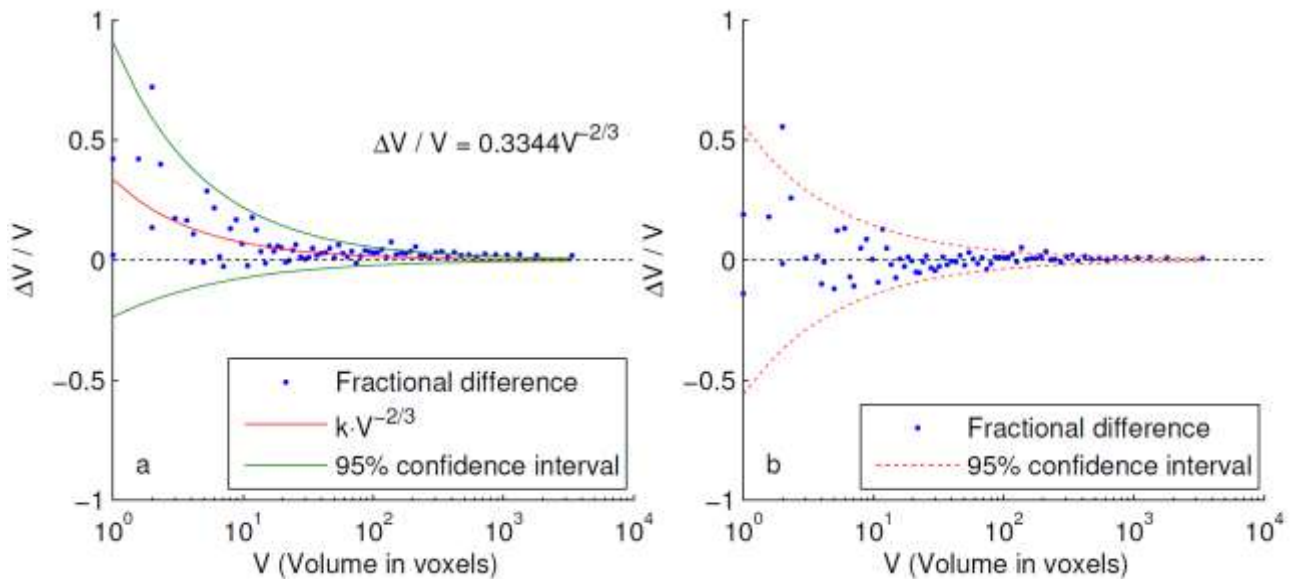 1
0.5
0
−0.5
−1
ΔV / V
ΔV / V = 0.3344V^−2/3
Fractional difference
k·V^−2/3
95% confidence interval
a
10^0
10^1
10^2
10^3
10^4
V (Volume in voxels)
1
0.5
0
−0.5
−1
ΔV / V
Fractional difference
95% confidence interval
b
10^0
10^1
10^2
10^3
10^4
V (Volume in voxels)